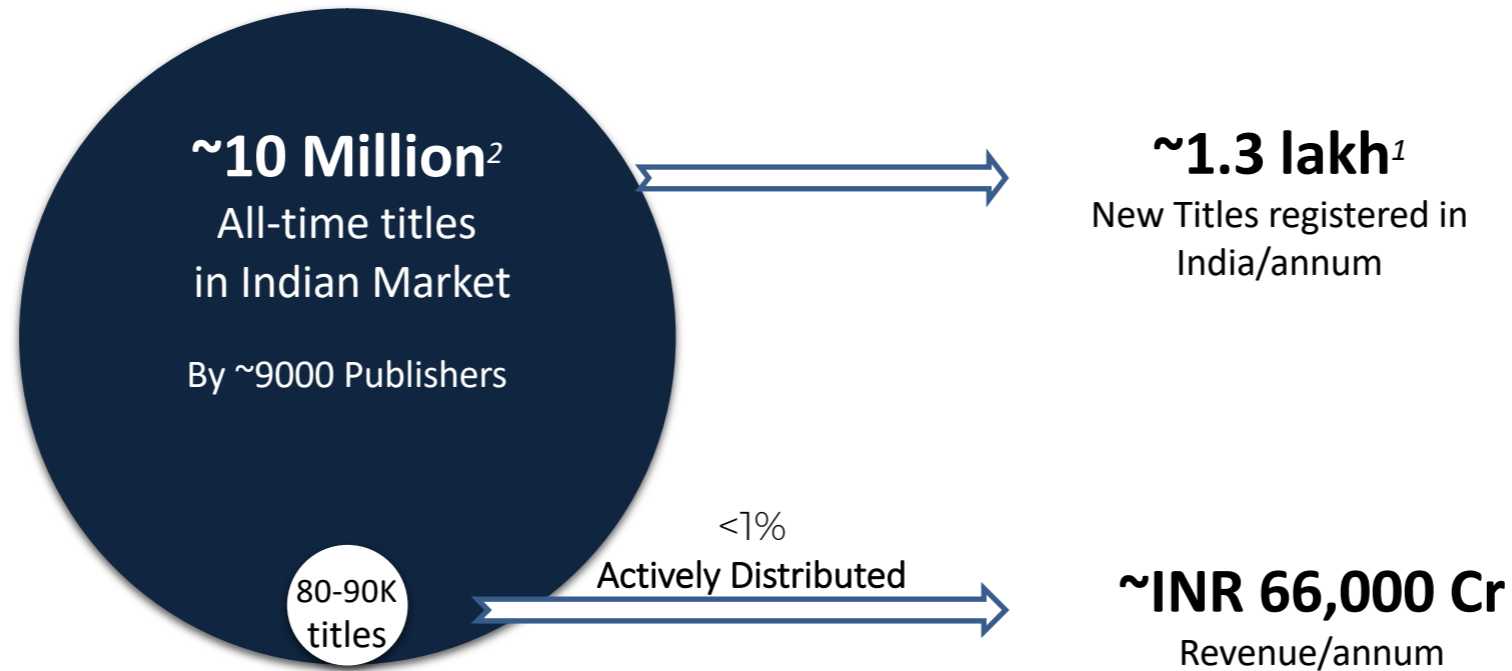 ~10 Million²
All-time titles
in Indian Market
By ~9000 Publishers
80-90K
titles
~1.3 lakh¹
New Titles registered in
India/annum
<1%
Actively Distributed
~INR 66,000 Cr
Revenue/annum